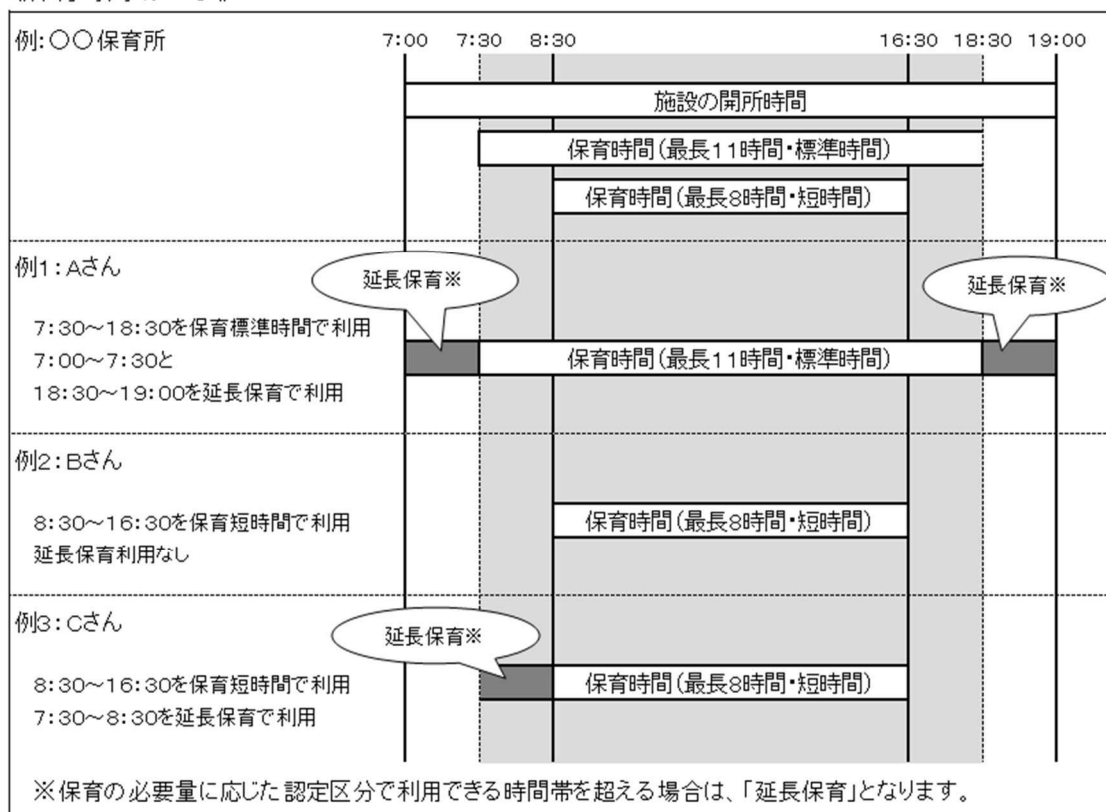 例:○○保育所
7:00 7:30 8:30 16:30 18:30 19:00
施設の開所時間
保育時間(最長11時間・標準時間)
保育時間(最長8時間・短時間)
例1:Aさん
延長保育※
延長保育※
7:30~18:30を保育標準時間で利用
7:00~7:30と
18:30~19:00を延長保育で利用
保育時間(最長11時間・標準時間)
例2:Bさん
8:30~16:30を保育短時間で利用
延長保育利用なし
保育時間(最長8時間・短時間)
例3:Cさん
延長保育※
8:30~16:30を保育短時間で利用
7:30~8:30を延長保育で利用
保育時間(最長8時間・短時間)
※保育の必要量に応じた認定区分で利用できる時間帯を超える場合は、「延長保育」となります。